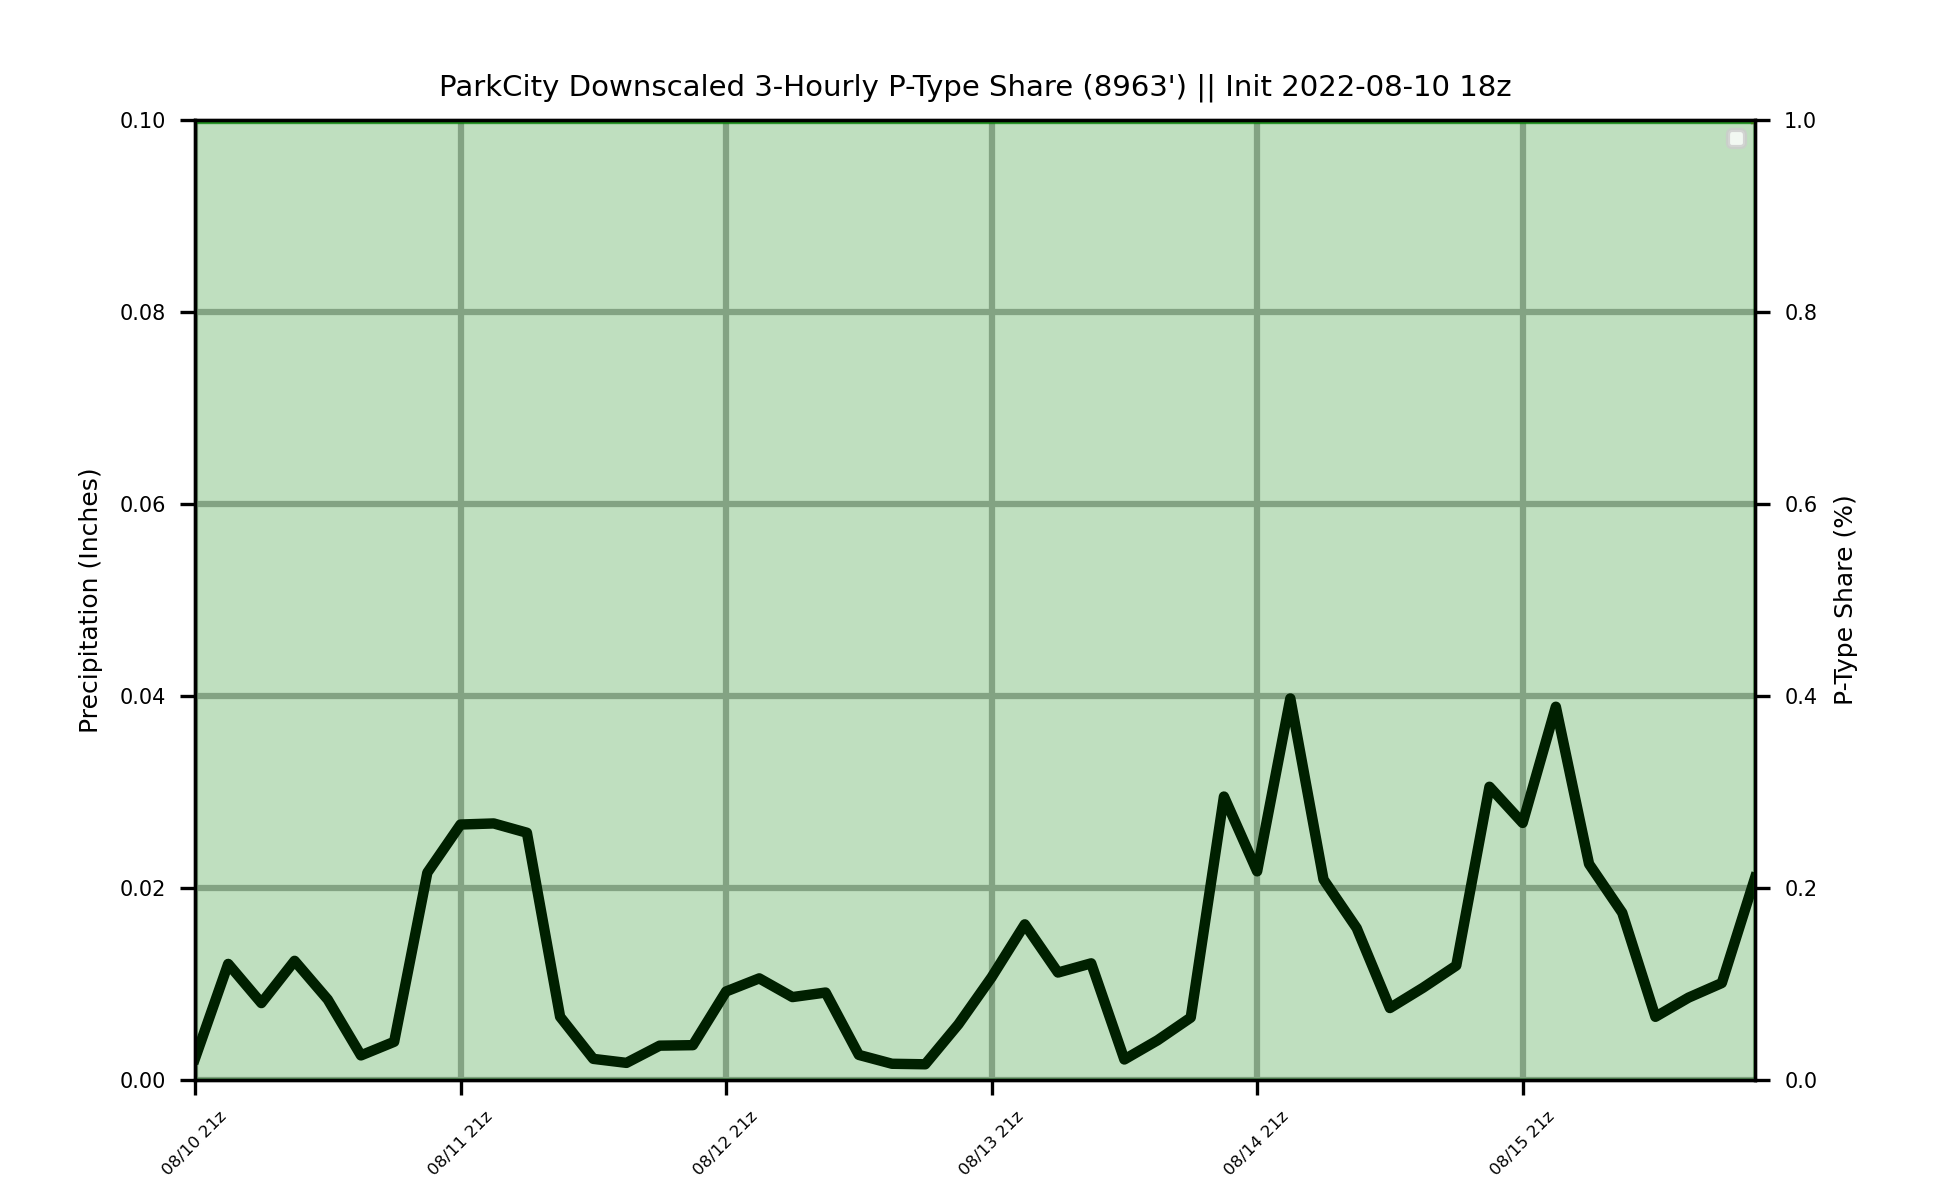 ParkCity Downscaled 3-Hourly P-Type Share (8963') || Init 2022-08-10 18z
0.10
0.08
0.06
0.04
0.02
0.00
Precipitation (Inches)
1.0
0.8
0.6
0.4
0.2
0.0
P-Type Share (%)
08/10 21z
08/11 21z
08/12 21z
08/13 21z
08/14 21z
08/15 21z